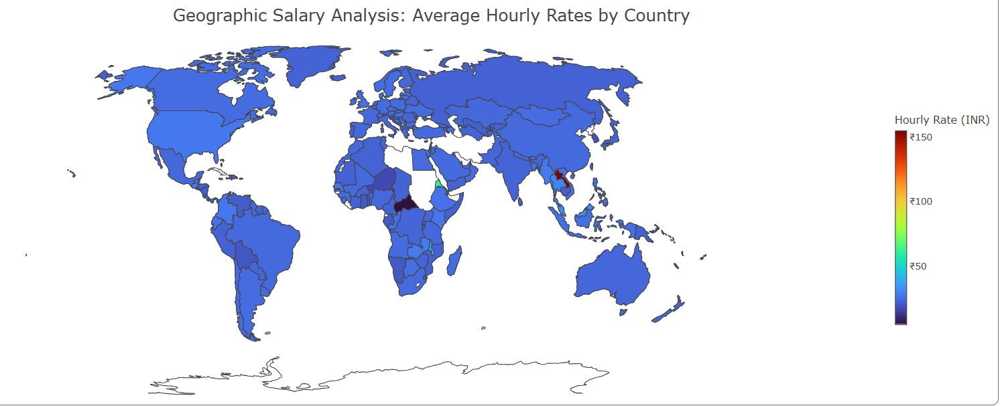 Geographic Salary Analysis: Average Hourly Rates by Country
Hourly Rate (INR)
₹150
₹100
₹50